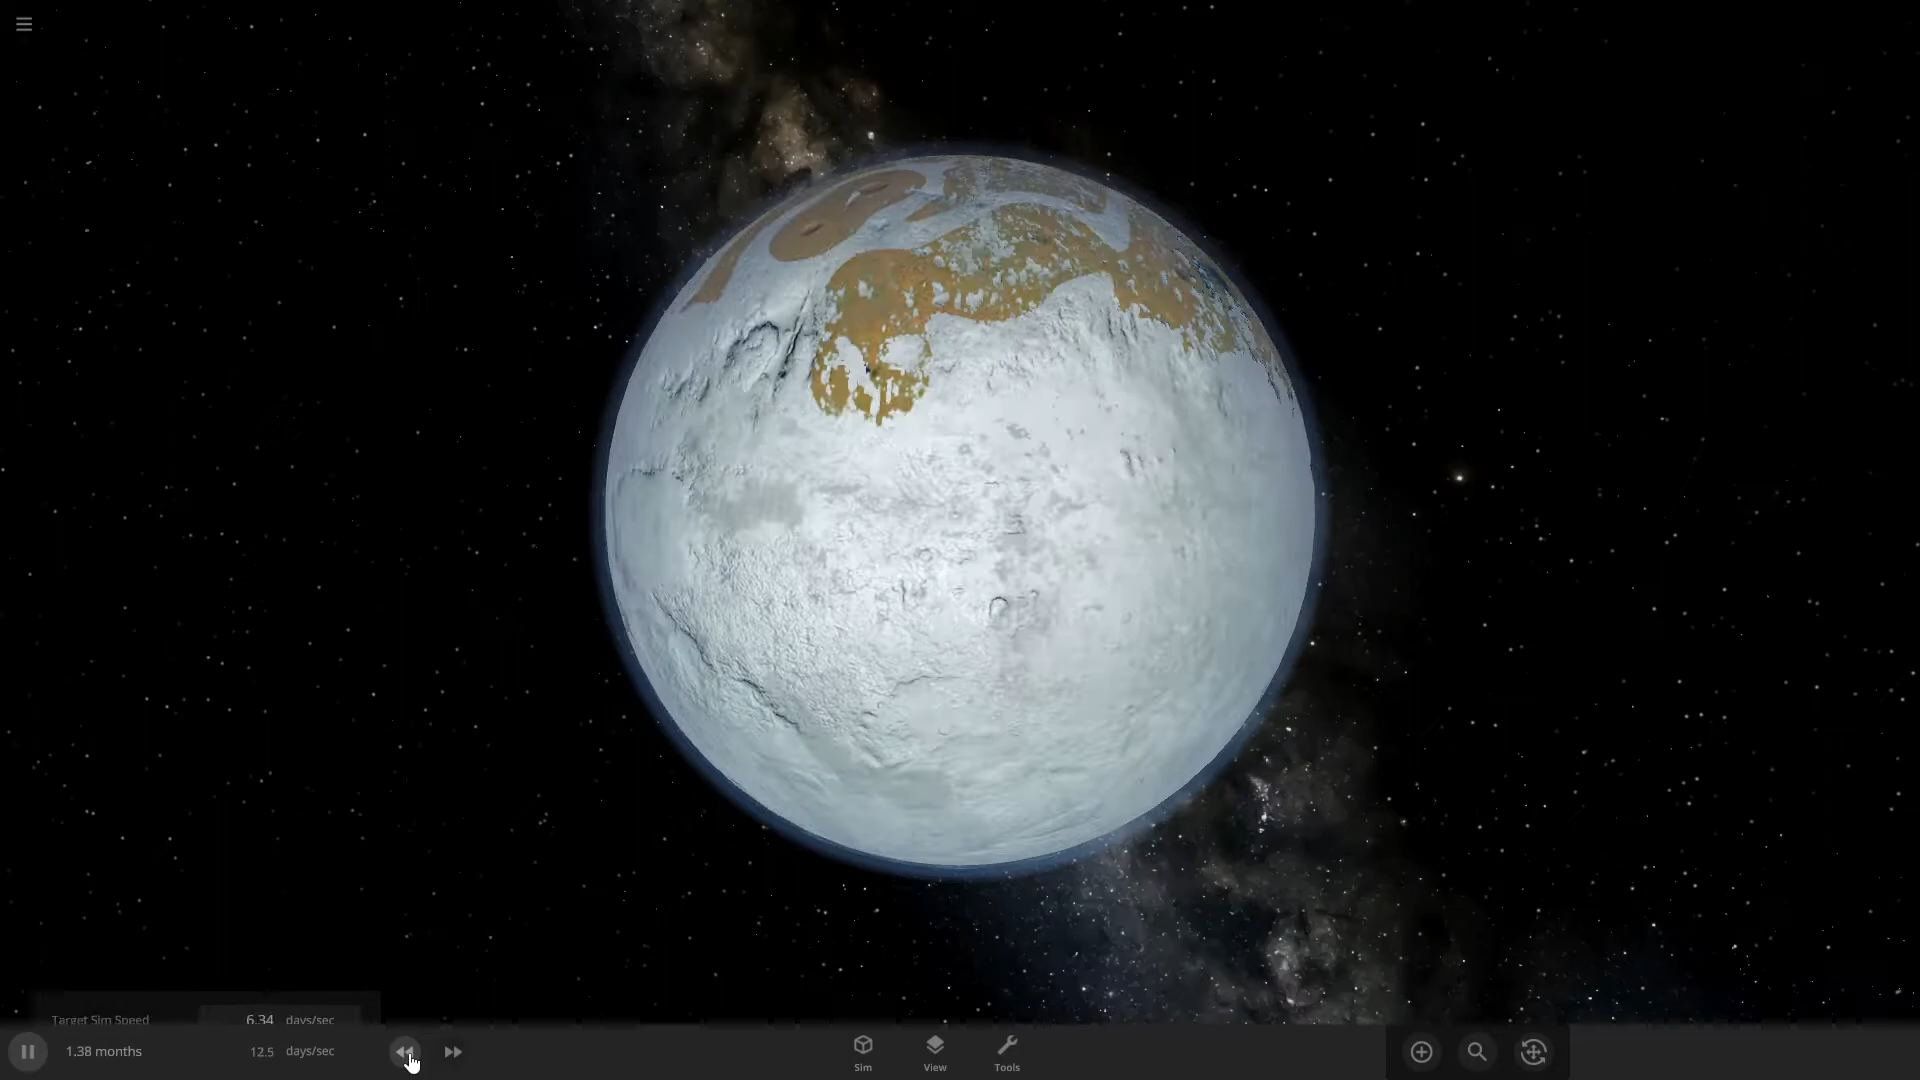 Target Sim Speed 6.34 days/sec
1.38 months 12.5 days/sec
Sim View Tools